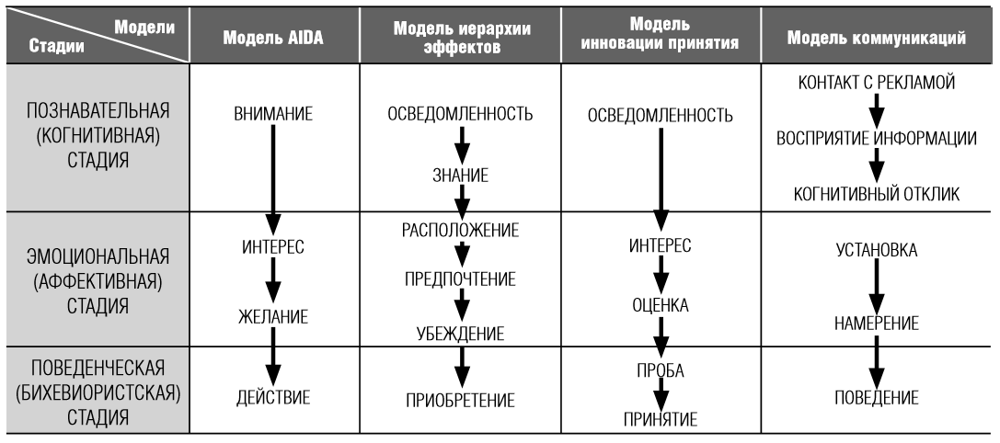 Модели
Стадии
Модель AIDA
Модель иерархии
эффектов
Модель
инновации принятия
Модель коммуникаций
ПОЗНАВАТЕЛЬНАЯ
(КОГНИТИВНАЯ)
СТАДИЯ
ВНИМАНИЕ
ОСВЕДОМЛЕННОСТЬ
ЗНАНИЕ
ОСВЕДОМЛЕННОСТЬ
КОНТАКТ С РЕКЛАМОЙ
ВОСПРИЯТИЕ ИНФОРМАЦИИ
КОГНИТИВНЫЙ ОТКЛИК
ЭМОЦИОНАЛЬНАЯ
(АФФЕКТИВНАЯ)
СТАДИЯ
ИНТЕРЕС
ЖЕЛАНИЕ
РАСПОЛОЖЕНИЕ
ПРЕДПОЧТЕНИЕ
УБЕЖДЕНИЕ
ИНТЕРЕС
ОЦЕНКА
УСТАНОВКА
НАМЕРЕНИЕ
ПОВЕДЕНЧЕСКАЯ
(БИХЕВИОРИСТСКАЯ)
СТАДИЯ
ДЕЙСТВИЕ
ПРИОБРЕТЕНИЕ
ПРОБА
ПРИНЯТИЕ
ПОВЕДЕНИЕ